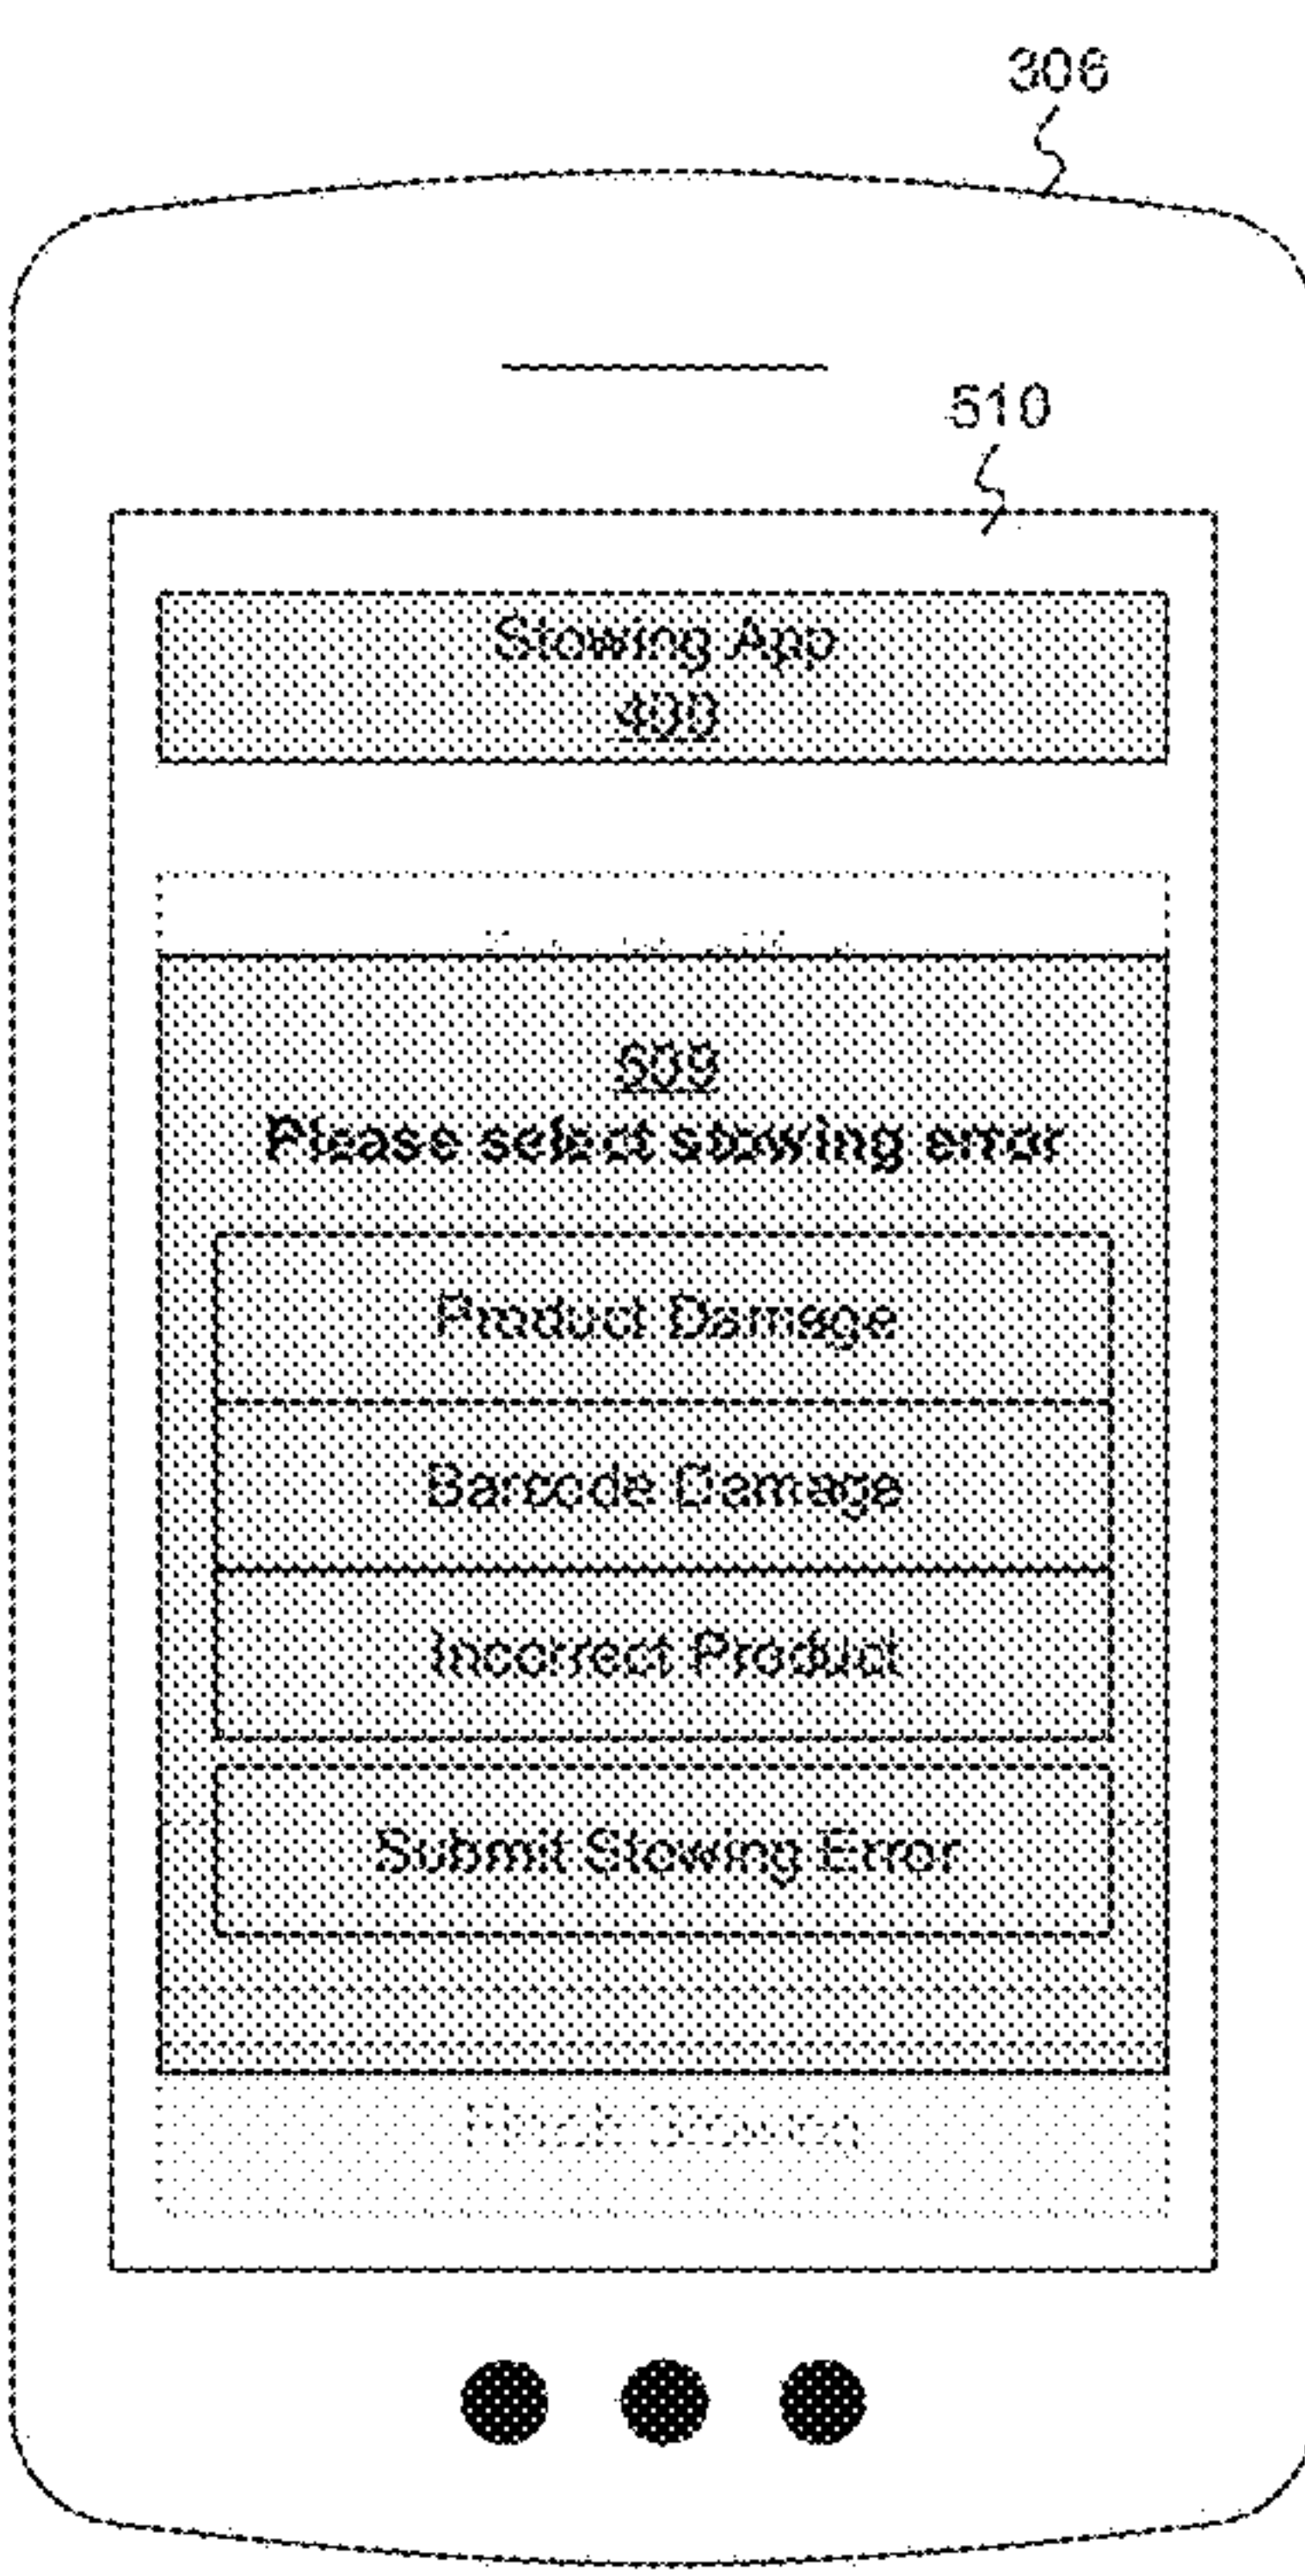 306
510
Stowing App
400
509
Please select stowing error
Product Damage
Barcode Damage
Incorrect Product
Submit Stowing Error